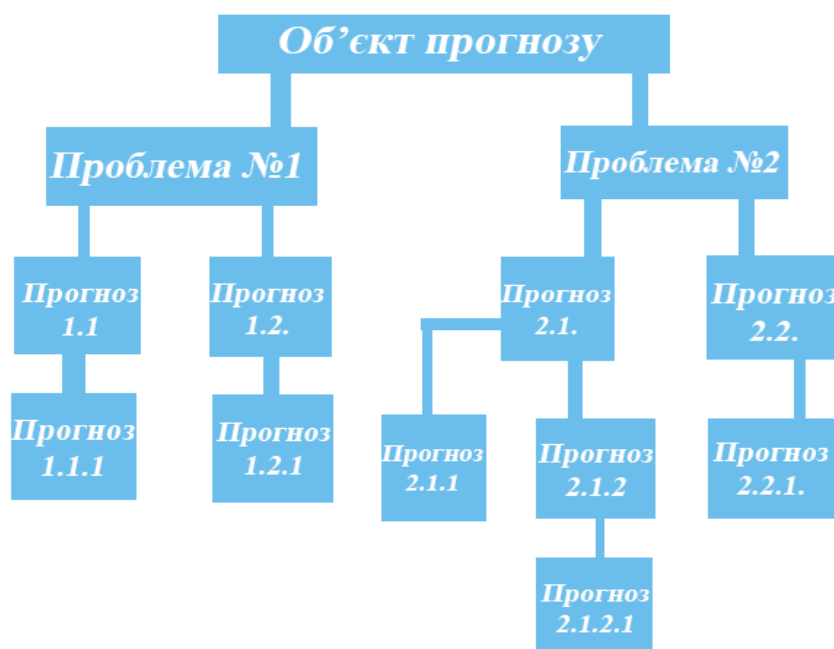 Об’єкт прогнозу
Проблема №1
Проблема №2
Прогноз
1.1
Прогноз
1.2.
Прогноз
2.1.
Прогноз
2.2.
Прогноз
1.1.1
Прогноз
1.2.1
Прогноз
2.1.1
Прогноз
2.1.2
Прогноз
2.2.1.
Прогноз
2.1.2.1